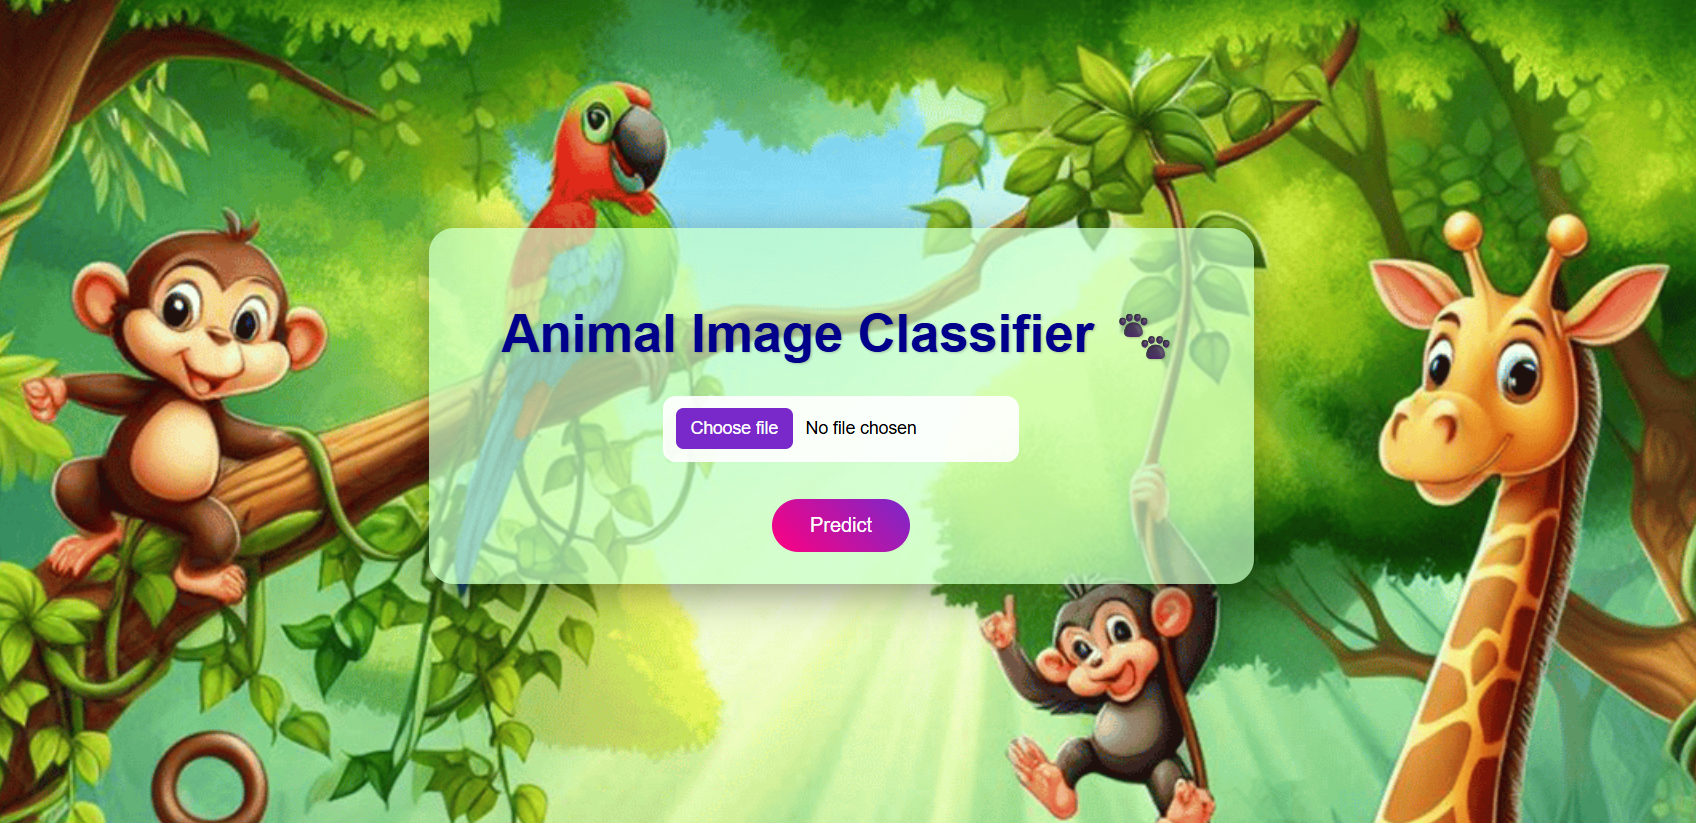 Animal Image Classifier 🐾
Choose file No file chosen
Predict